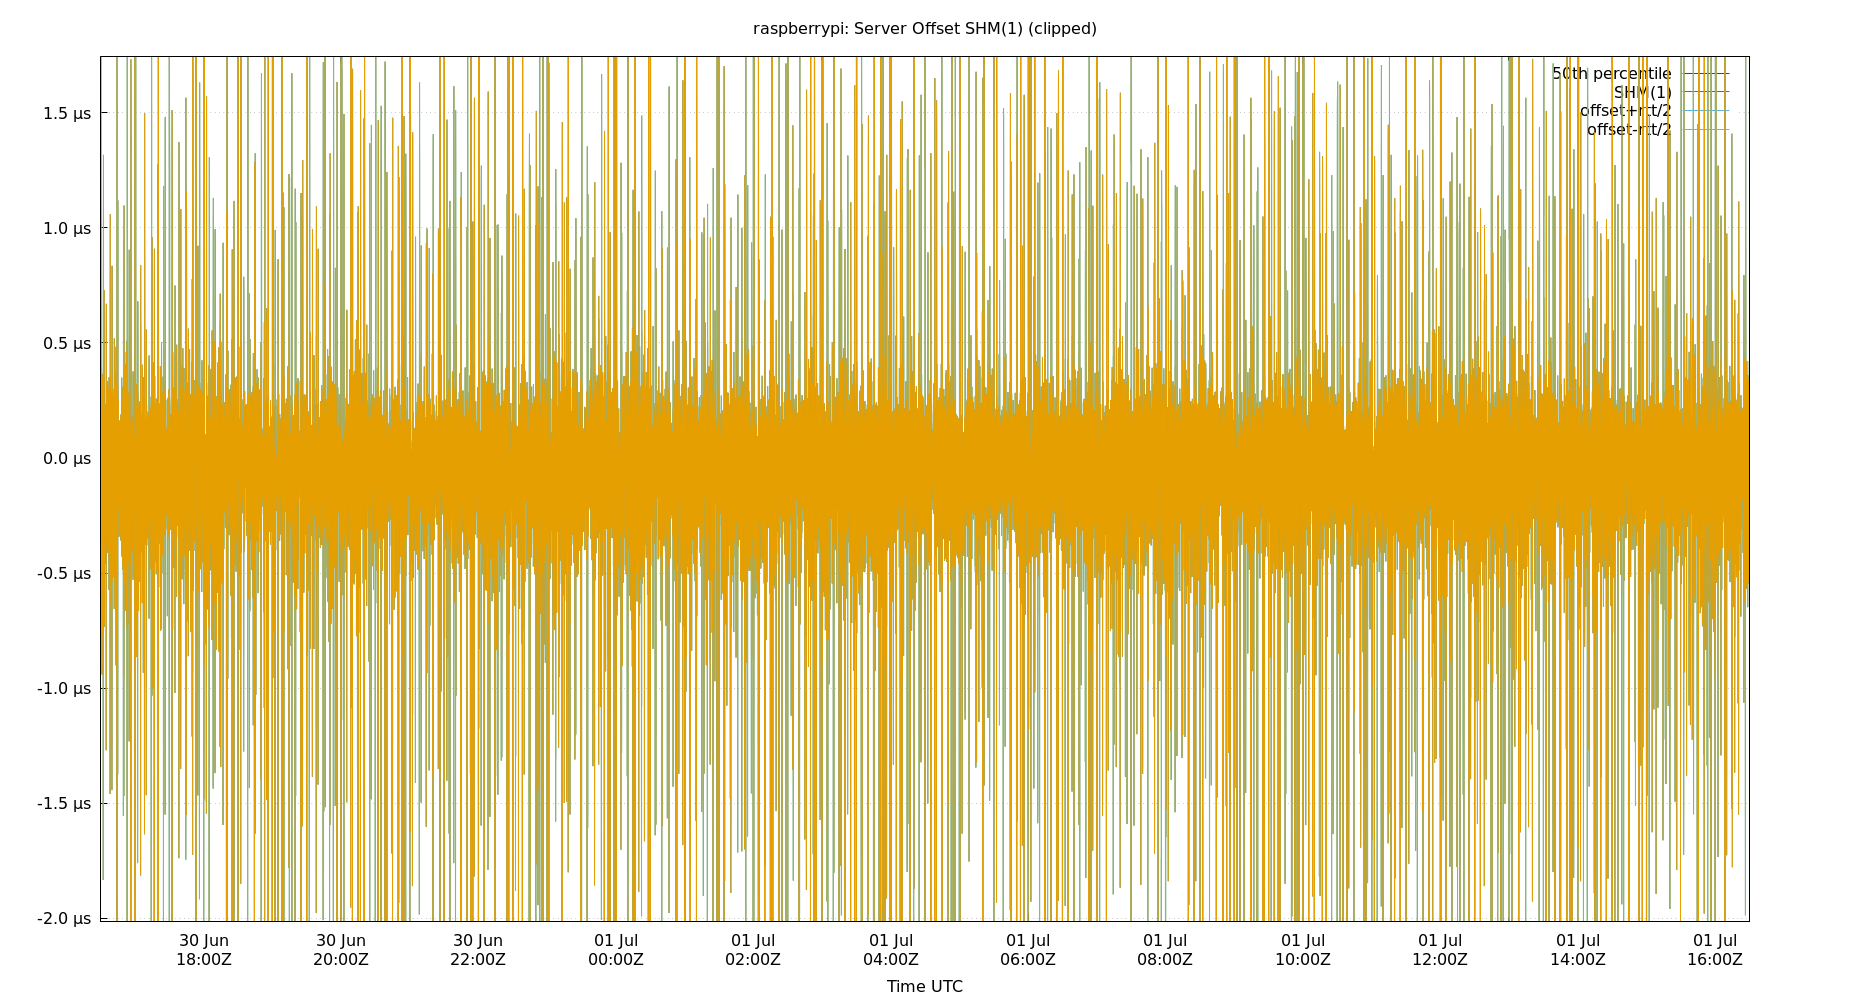 raspberrypi: Server Offset SHM(1) (clipped)
50th percentile
SHM(1)
offset+rtt/2
offset-rtt/2
1.5 µs
1.0 µs
0.5 µs
0.0 µs
-0.5 µs
-1.0 µs
-1.5 µs
-2.0 µs
30 Jun 30 Jun 30 Jun 01 Jul 01 Jul 01 Jul 01 Jul 01 Jul 01 Jul 01 Jul 01 Jul 01 Jul
18:00Z 20:00Z 22:00Z 00:00Z 02:00Z 04:00Z 06:00Z 08:00Z 10:00Z 12:00Z 14:00Z 16:00Z
Time UTC